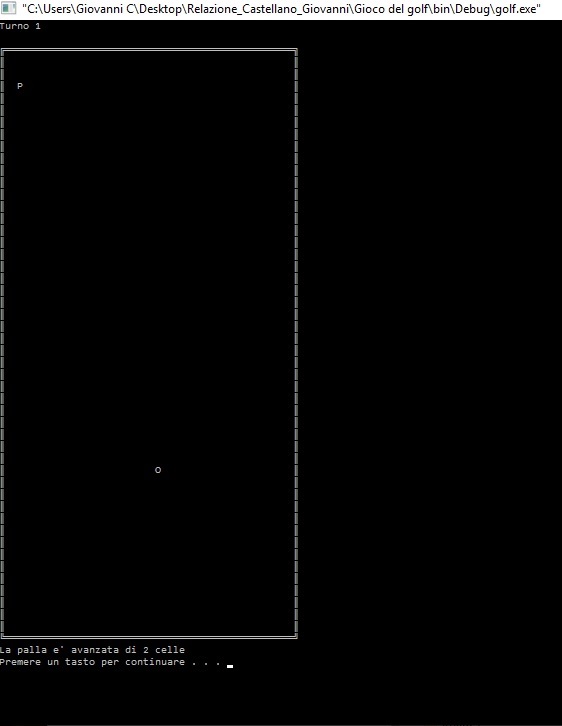 "C:\Users\Giovanni C\Desktop\Relazione_Castellano_Giovanni\Gioco del golf\bin\Debug\golf.exe"
Turno 1
P
O
La palla e' avanzata di 2 celle
Premere un tasto per continuare . . .